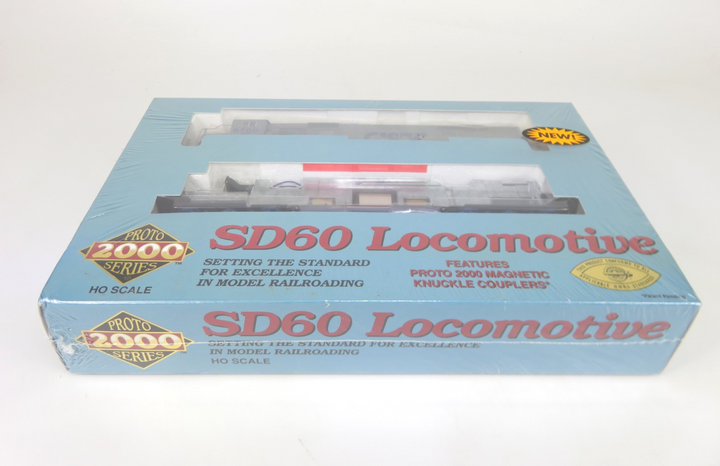 NEW!
PROTO
2000
SERIES
HO SCALE
SD60 Locomotive
SETTING THE STANDARD
FOR EXCELLENCE
IN MODEL RAILROADING
FEATURES
PROTO 2000 MAGNETIC
KNUCKLE COUPLERS*
PROTO
2000
SERIES
SD60 Locomotive
SETTING THE STANDARD FOR EXCELLENCE
IN MODEL RAILROADING
HO SCALE